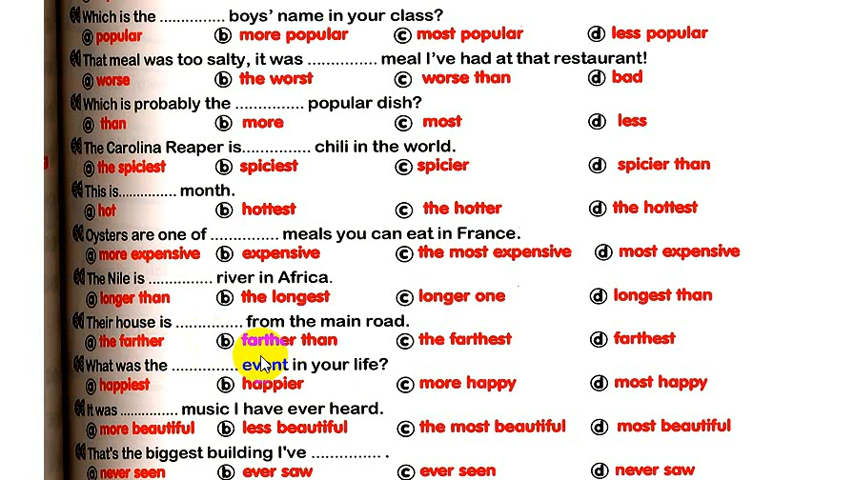 Which is the .............. boys' name in your class?
ⓐ popular ⓑ more popular ⓒ most popular ⓓ less popular
That meal was too salty, it was ............... meal I've had at that restaurant!
ⓐ worse ⓑ the worst ⓒ worse than ⓓ bad
Which is probably the ............... popular dish?
ⓐ than ⓑ more ⓒ most ⓓ less
The Carolina Reaper is............... chili in the world.
ⓐ the spiciest ⓑ spiciest ⓒ spicier ⓓ spicier than
This is............. month.
ⓐ hot ⓑ hottest ⓒ the hotter ⓓ the hottest
Oysters are one of ............... meals you can eat in France.
ⓐ more expensive ⓑ expensive ⓒ the most expensive ⓓ most expensive
The Nile is .............. river in Africa.
ⓐ longer than ⓑ the longest ⓒ longer one ⓓ longest than
Their house is ............... from the main road.
ⓐ the farther ⓑ farther than ⓒ the farthest ⓓ farthest
What was the .............. event in your life?
ⓐ happiest ⓑ happier ⓒ more happy ⓓ most happy
It was ............. music I have ever heard.
ⓐ more beautiful ⓑ less beautiful ⓒ the most beautiful ⓓ most beautiful
That's the biggest building I've ............... .
ⓐ never seen ⓑ ever saw ⓒ ever seen ⓓ never saw